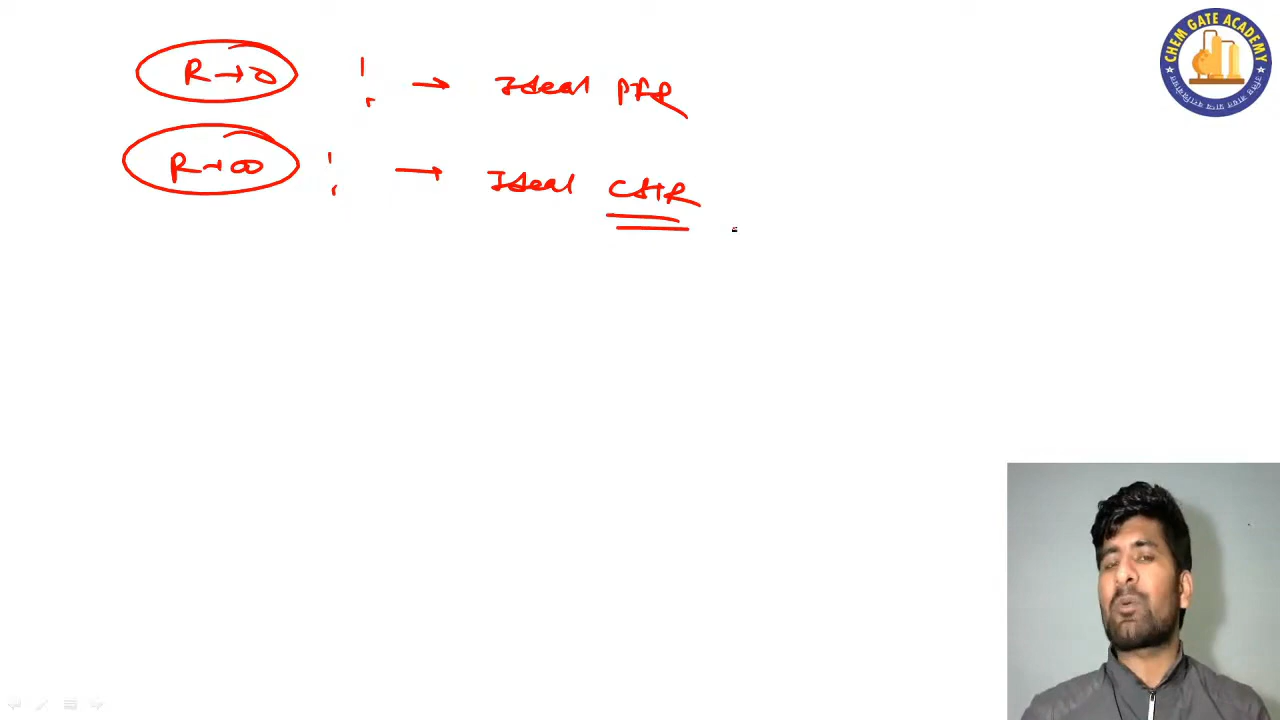 R→0 : → Ideal PFR
R→∞ : → Ideal CSTR
CHEM GATE ACADEMY